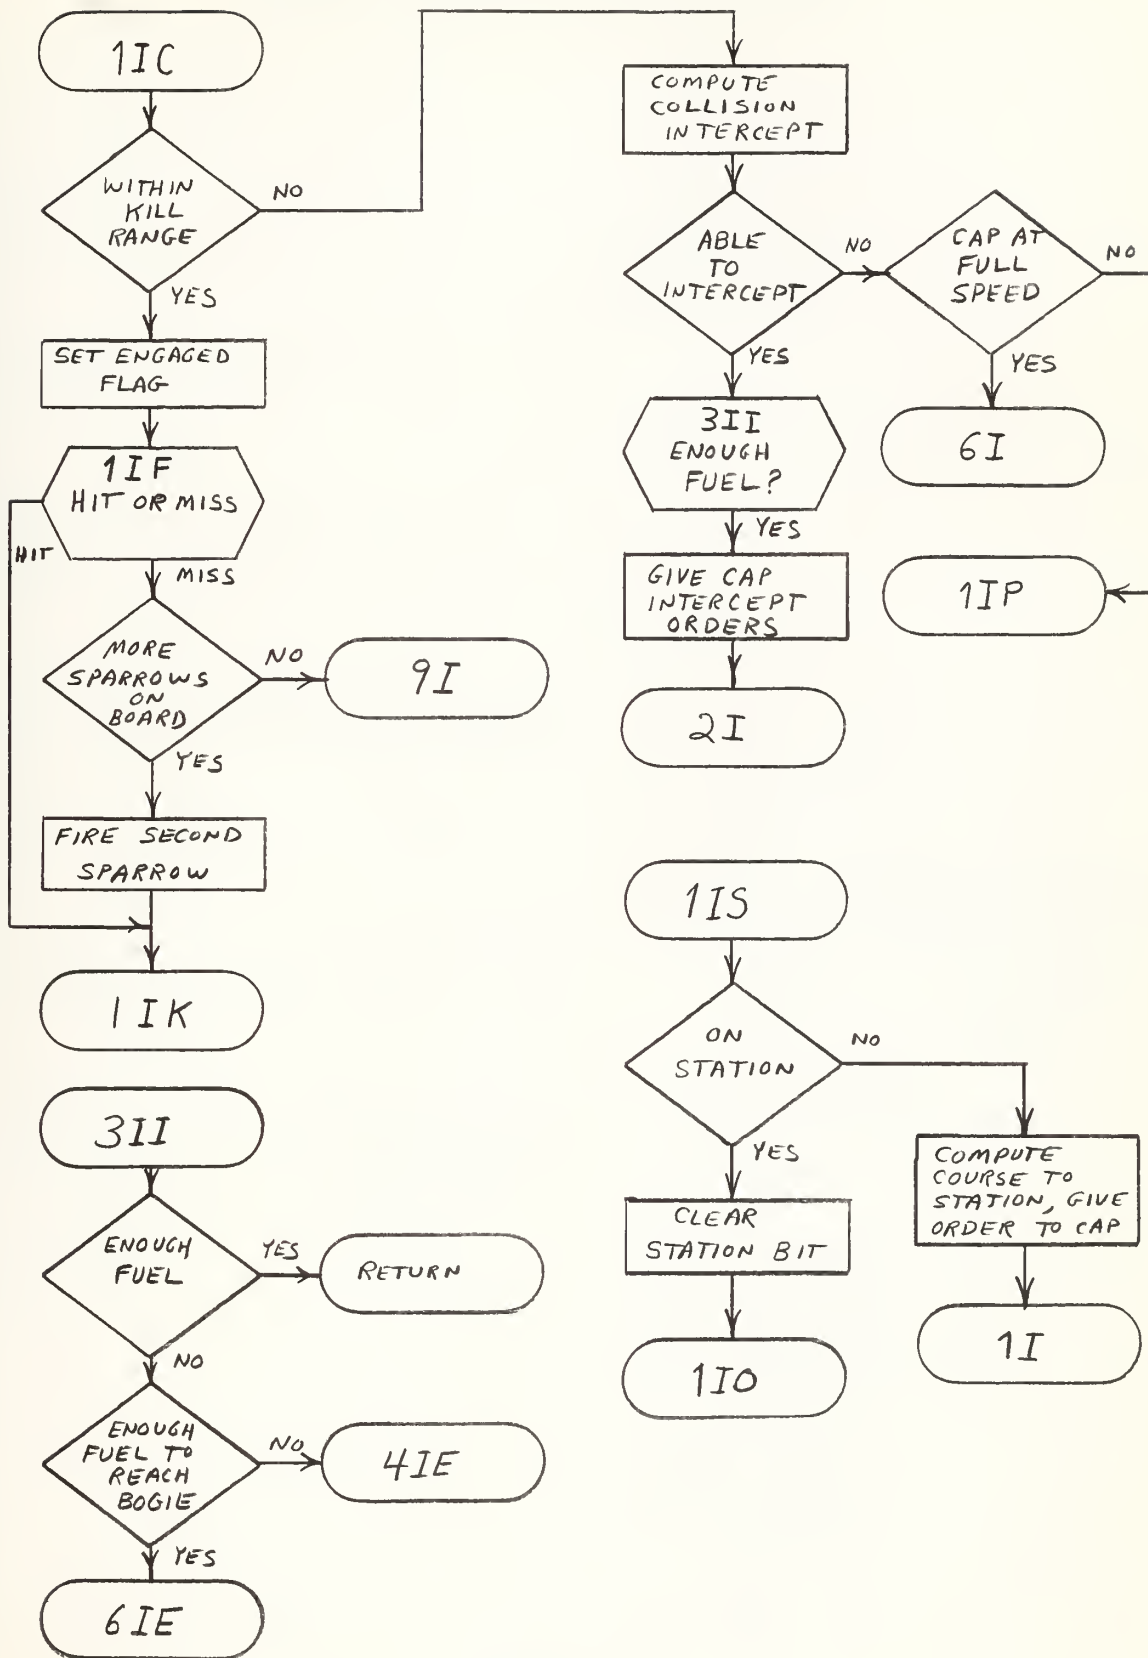 1IC
WITHIN
KILL
RANGE
NO
YES
SET ENGAGED
FLAG
1IF
HIT OR MISS
HIT
MISS
MORE
SPARROWS
ON
BOARD
NO
9I
YES
FIRE SECOND
SPARROW
1IK
COMPUTE
COLLISION
INTERCEPT
ABLE
TO
INTERCEPT
NO
CAP AT
FULL
SPEED
NO
YES
YES
6I
3II
ENOUGH
FUEL?
YES
GIVE CAP
INTERCEPT
ORDERS
1IP
2I
3II
ENOUGH
FUEL
YES
RETURN
NO
ENOUGH
FUEL TO
REACH
BOGIE
NO
4IE
YES
6IE
1IS
ON
STATION
NO
YES
CLEAR
STATION BIT
1IO
COMPUTE
COURSE TO
STATION, GIVE
ORDER TO CAP
1I